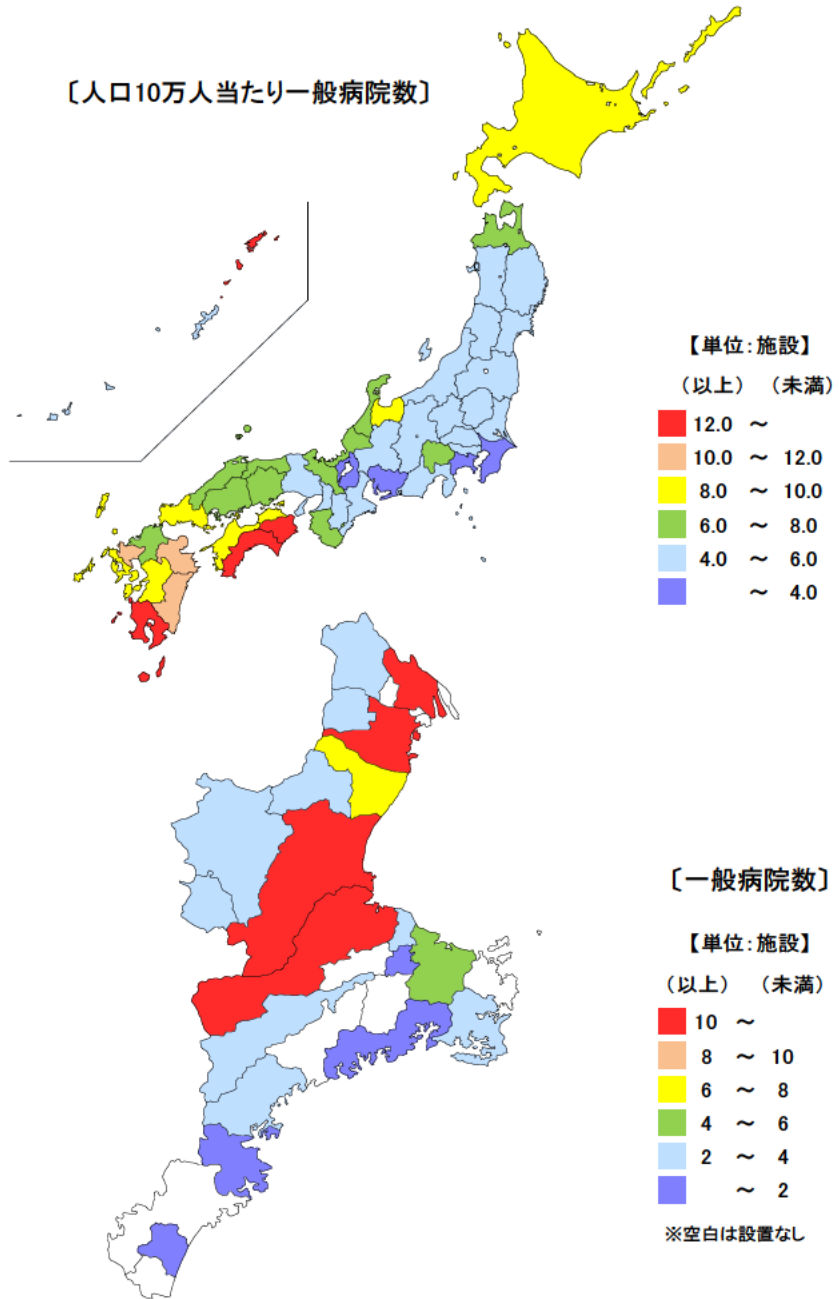 〔人口10万人当たり一般病院数〕
【単位：施設】
（以上） （未満）
12.0 ～
10.0 ～ 12.0
8.0 ～ 10.0
6.0 ～ 8.0
4.0 ～ 6.0
～ 4.0
〔一般病院数〕
【単位：施設】
（以上） （未満）
10 ～
8 ～ 10
6 ～ 8
4 ～ 6
2 ～ 4
～ 2
※空白は設置なし